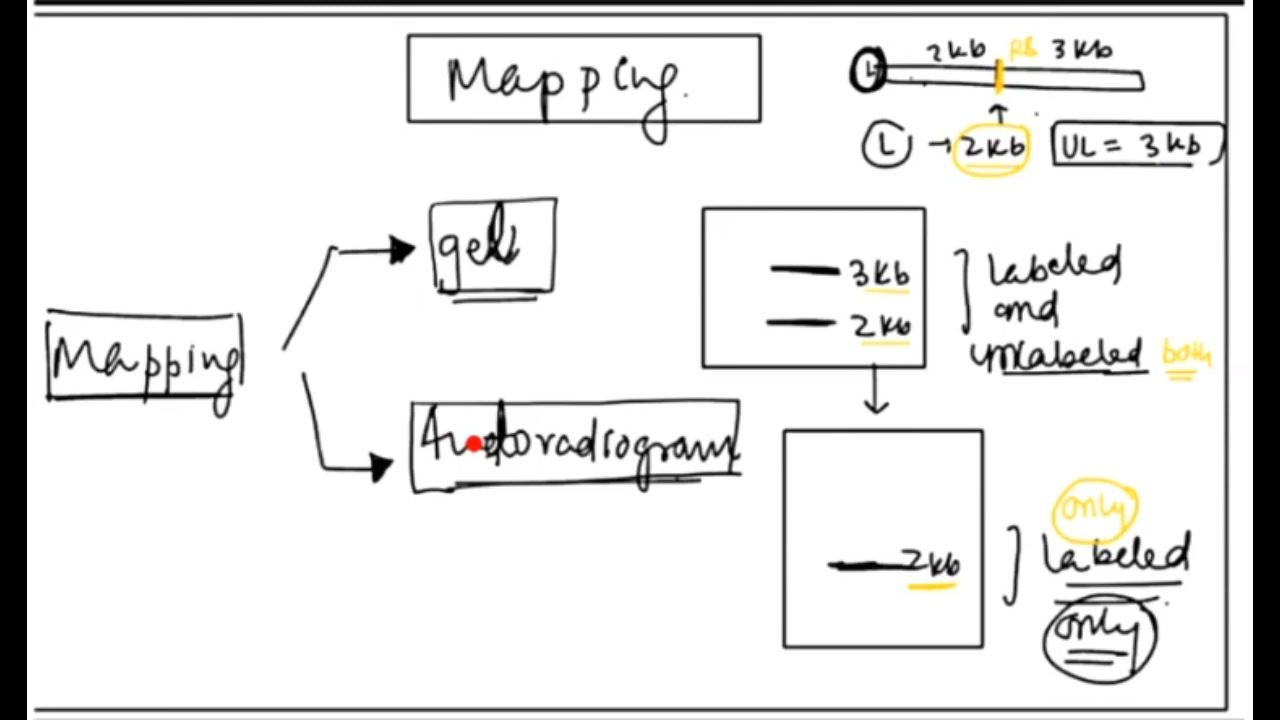 Mapping.
2kb RS 3kb
L
L → 2kb UL = 3kb
gel
3kb
2kb
labeled
and
unlabeled both
Mapping
Autoradiogram
only
2kb
labeled
only